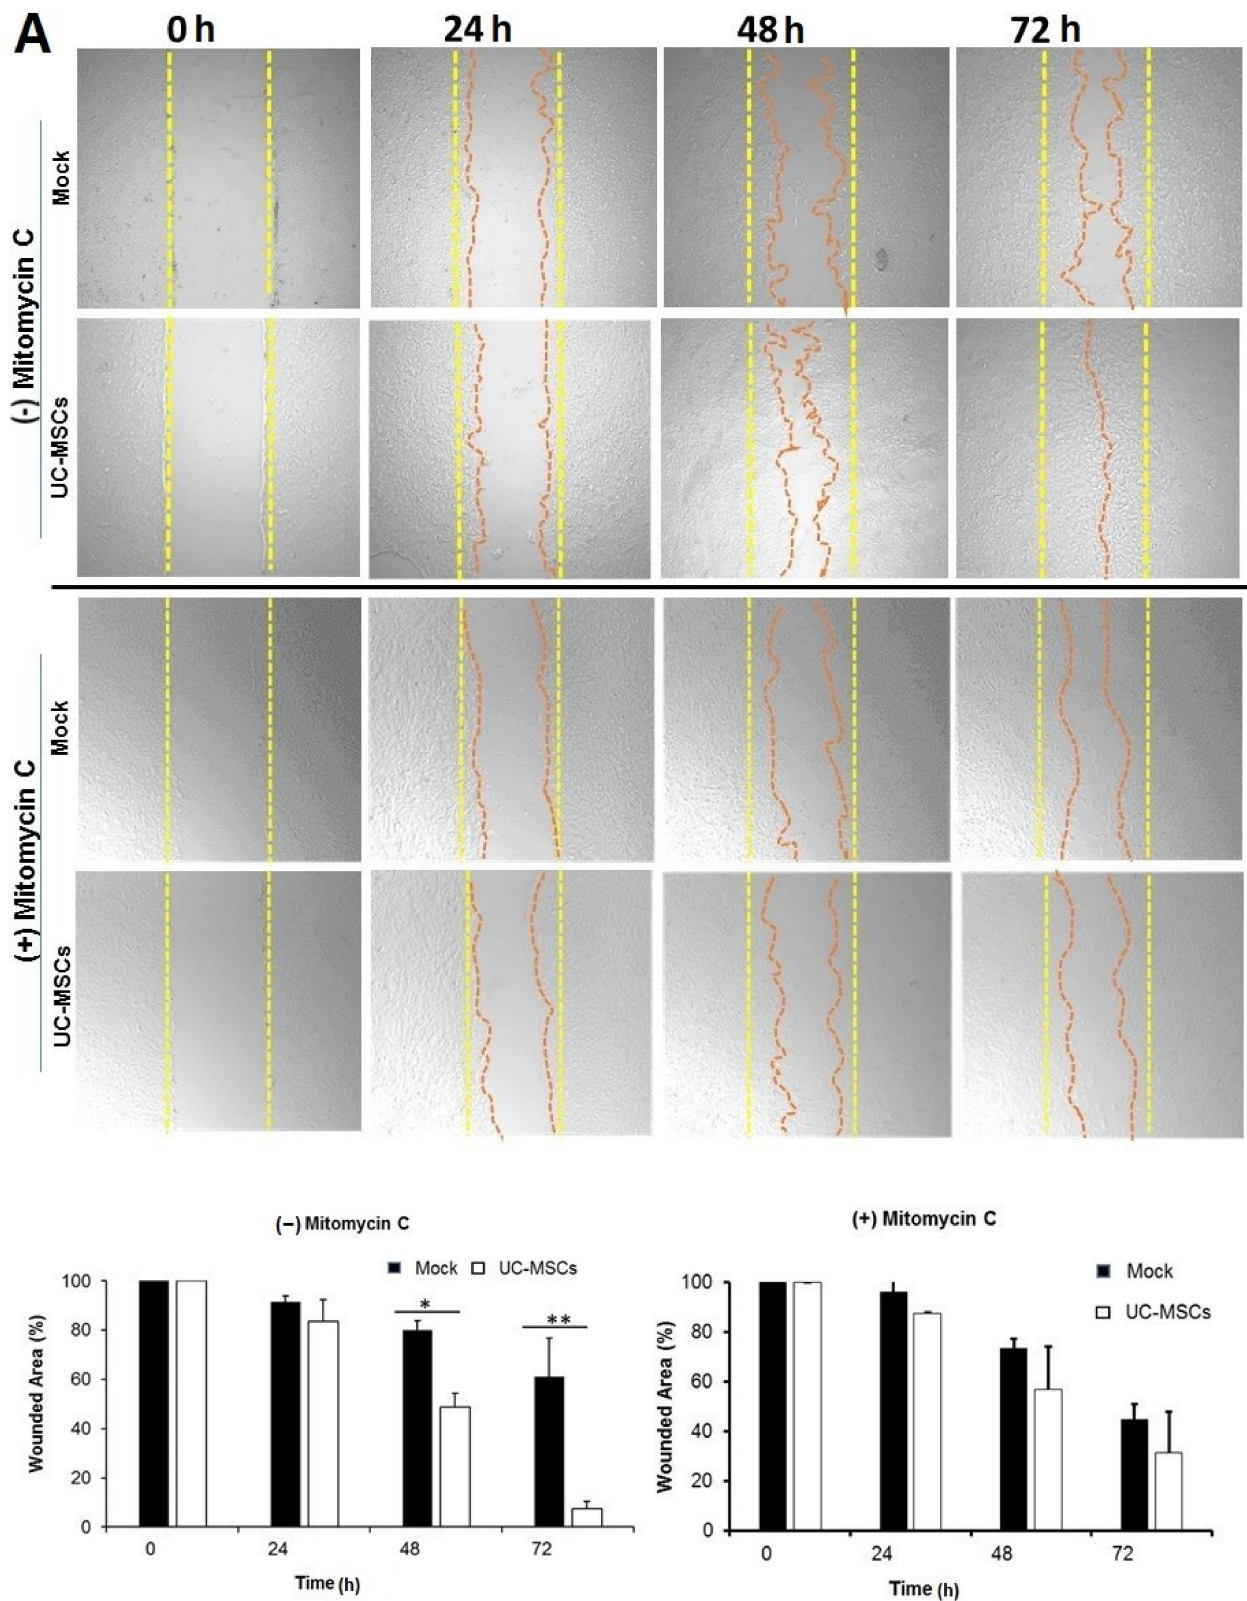 A
0 h 24 h 48 h 72 h
(-) Mitomycin C
Mock
UC-MSCs
(+) Mitomycin C
Mock
UC-MSCs
(−) Mitomycin C
Mock UC-MSCs
Wounded Area (%)
100
80
60
40
20
0
* **
0 24 48 72
Time (h)
(+) Mitomycin C
Mock
UC-MSCs
Wounded Area (%)
100
80
60
40
20
0
0 24 48 72
Time (h)